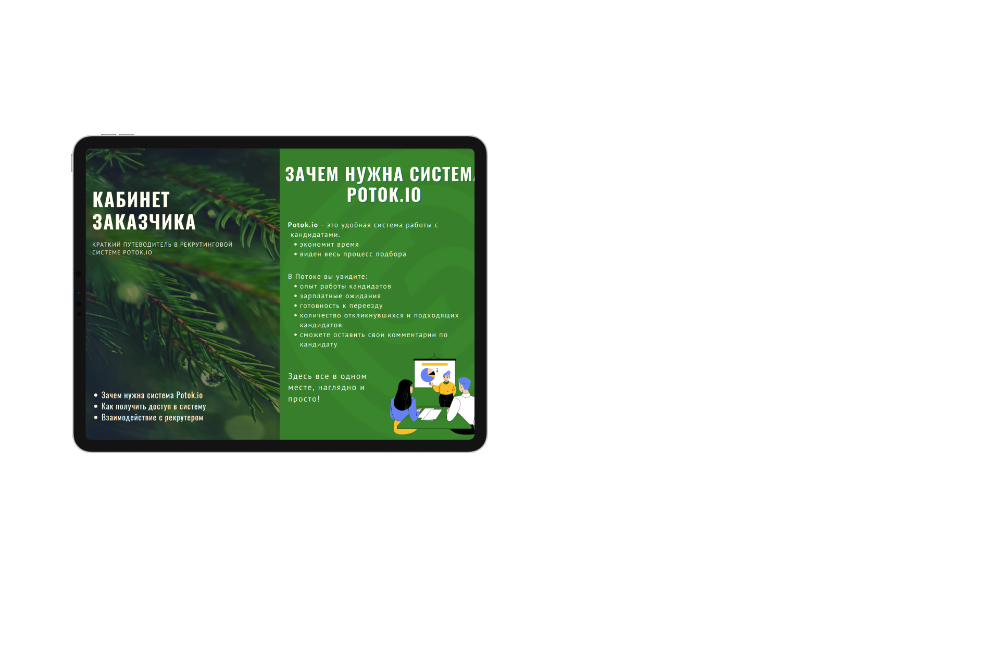 КАБИНЕТ
ЗАКАЗЧИКА
КРАТКИЙ ПУТЕВОДИТЕЛЬ В РЕКРУТИНГОВОЙ
СИСТЕМЕ POTOK.IO
• Зачем нужна система Potok.io
• Как получить доступ в систему
• Взаимодействие с рекрутером
ЗАЧЕМ НУЖНА СИСТЕМА
POTOK.IO
Potok.io - это удобная система работы с
кандидатами.
• экономит время
• виден весь процесс подбора
В Потоке вы увидите:
• опыт работы кандидатов
• зарплатные ожидания
• готовность к переезду
• количество откликнувшихся и подходящих
кандидатов
• сможете оставить свои комментарии по
кандидату
Здесь все в одном
месте, наглядно и
просто!